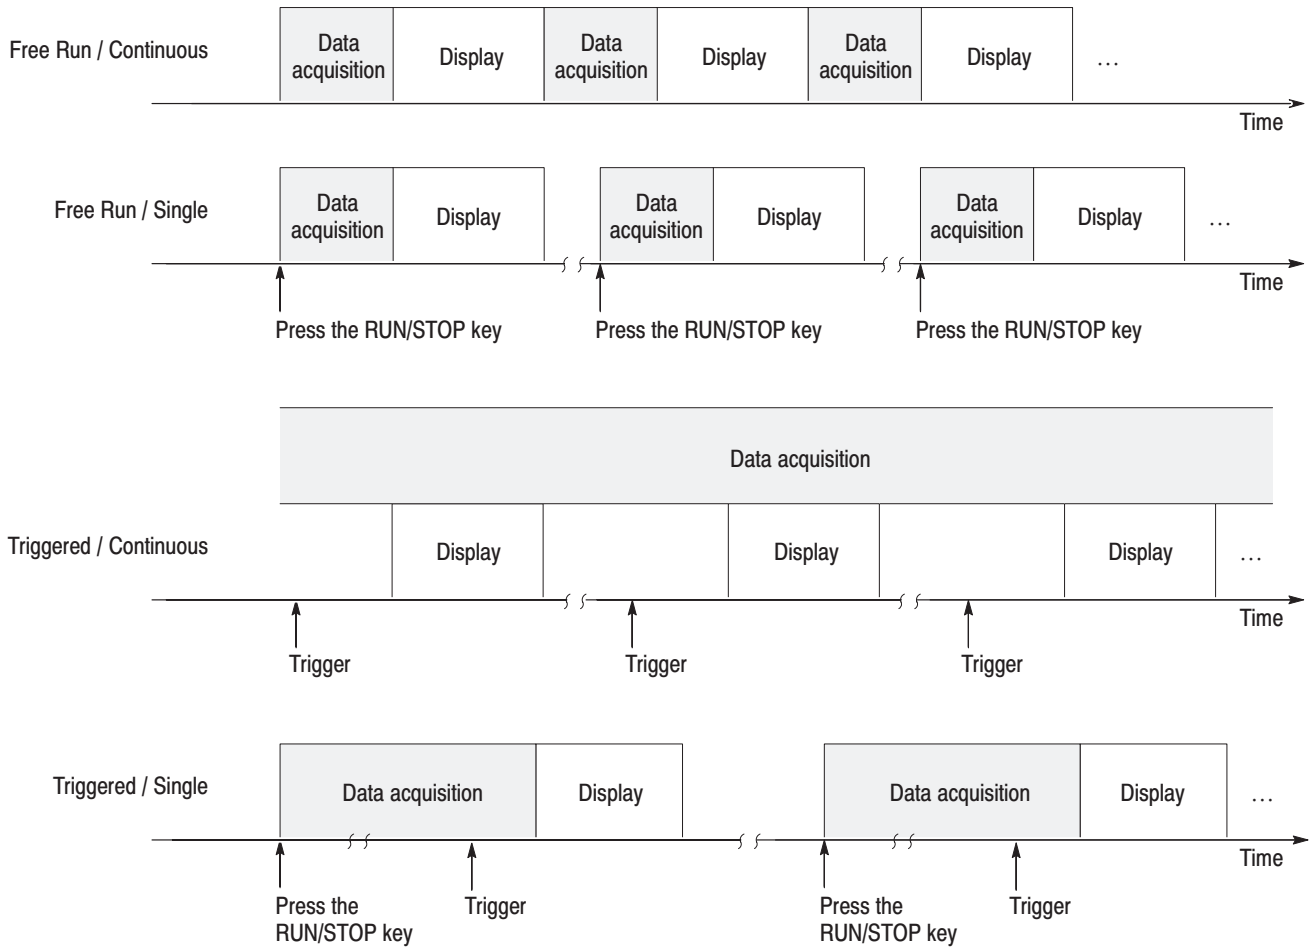 Free Run / Continuous
Data acquisition
Display
Data acquisition
Display
Data acquisition
Display
...
Time
Free Run / Single
Data acquisition
Display
Data acquisition
Display
Data acquisition
Display
...
Time
Press the RUN/STOP key
Press the RUN/STOP key
Press the RUN/STOP key
Data acquisition
Triggered / Continuous
Display
Display
Display
...
Time
Trigger
Trigger
Trigger
Triggered / Single
Data acquisition
Display
Data acquisition
Display
...
Time
Press the
RUN/STOP key
Trigger
Press the
RUN/STOP key
Trigger